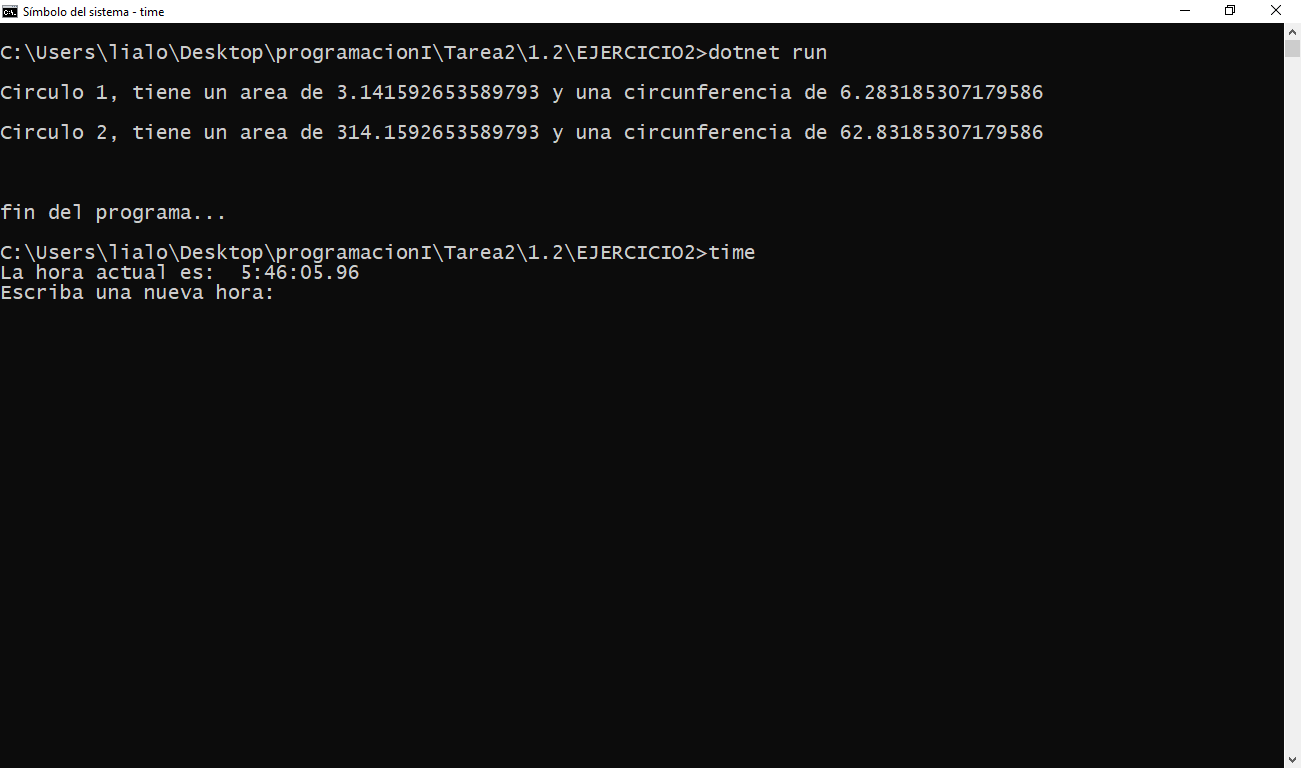 Símbolo del sistema - time
C:\Users\lialo\Desktop\programacionI\Tarea2\1.2\EJERCICIO2>dotnet run
Circulo 1, tiene un area de 3.141592653589793 y una circunferencia de 6.283185307179586
Circulo 2, tiene un area de 314.1592653589793 y una circunferencia de 62.83185307179586
fin del programa...
C:\Users\lialo\Desktop\programacionI\Tarea2\1.2\EJERCICIO2>time
La hora actual es:  5:46:05.96
Escriba una nueva hora: